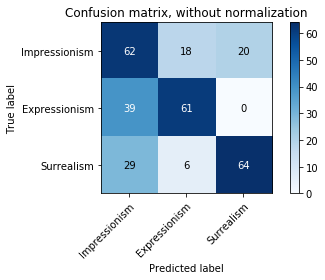 Confusion matrix, without normalization
True label
Impressionism 62 18 20
Expressionism 39 61 0
Surrealism 29 6 64
Impressionism
Expressionism
Surrealism
Predicted label
60
50
40
30
20
10
0